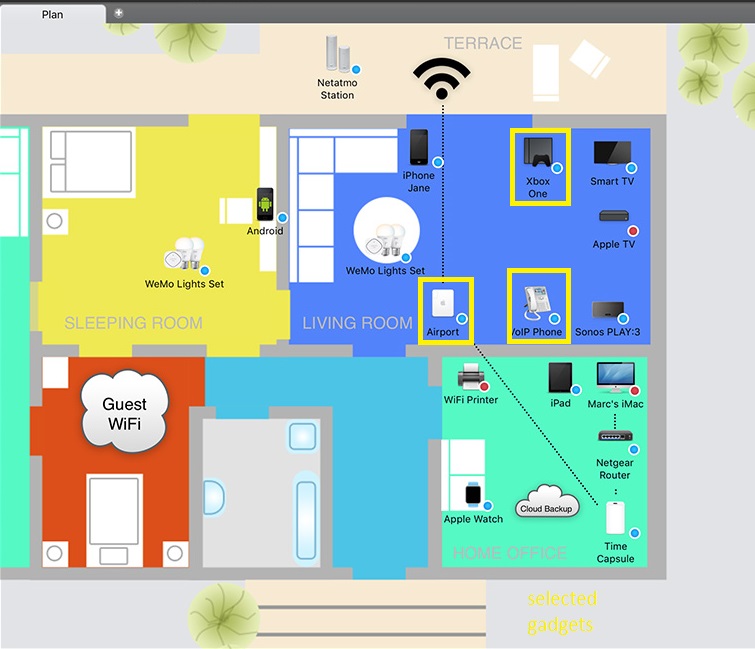 Plan
TERRACE
Netatmo
Station
iPhone
Jane
Xbox
One
Smart TV
Android
Apple TV
WeMo Lights Set
WeMo Lights Set
SLEEPING ROOM
LIVING ROOM
Airport
VoIP Phone
Sonos PLAY:3
Guest
WiFi
WiFi Printer
iPad
Marc's iMac
Netgear
Router
Apple Watch
Cloud Backup
Time
Capsule
HOME OFFICE
selected
gadgets